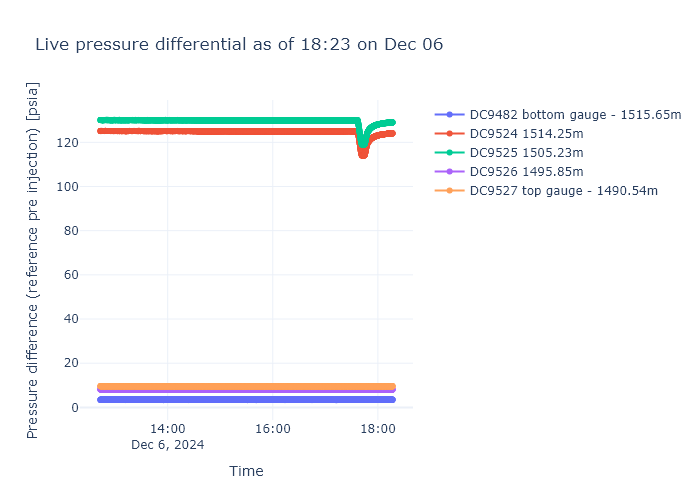 Live pressure differential as of 18:23 on Dec 06
Pressure difference (reference pre injection) [psia]
120
100
80
60
40
20
0
14:00
Dec 6, 2024
16:00
18:00
Time
DC9482 bottom gauge - 1515.65m
DC9524 1514.25m
DC9525 1505.23m
DC9526 1495.85m
DC9527 top gauge - 1490.54m